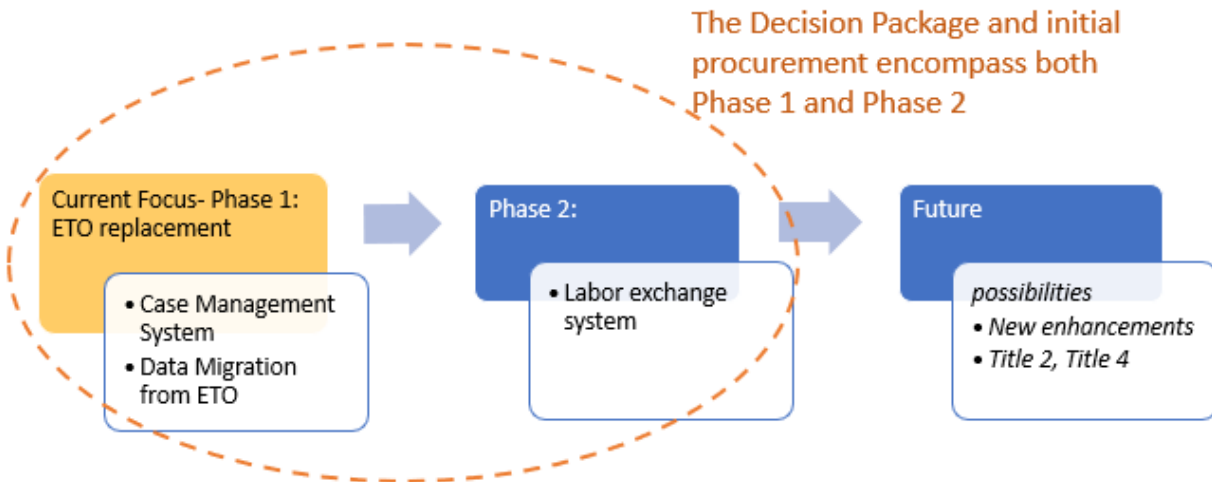 The Decision Package and initial
procurement encompass both
Phase 1 and Phase 2
Current Focus- Phase 1:
ETO replacement
• Case Management
System
• Data Migration
from ETO
Phase 2:
• Labor exchange
system
Future
possibilities
• New enhancements
• Title 2, Title 4